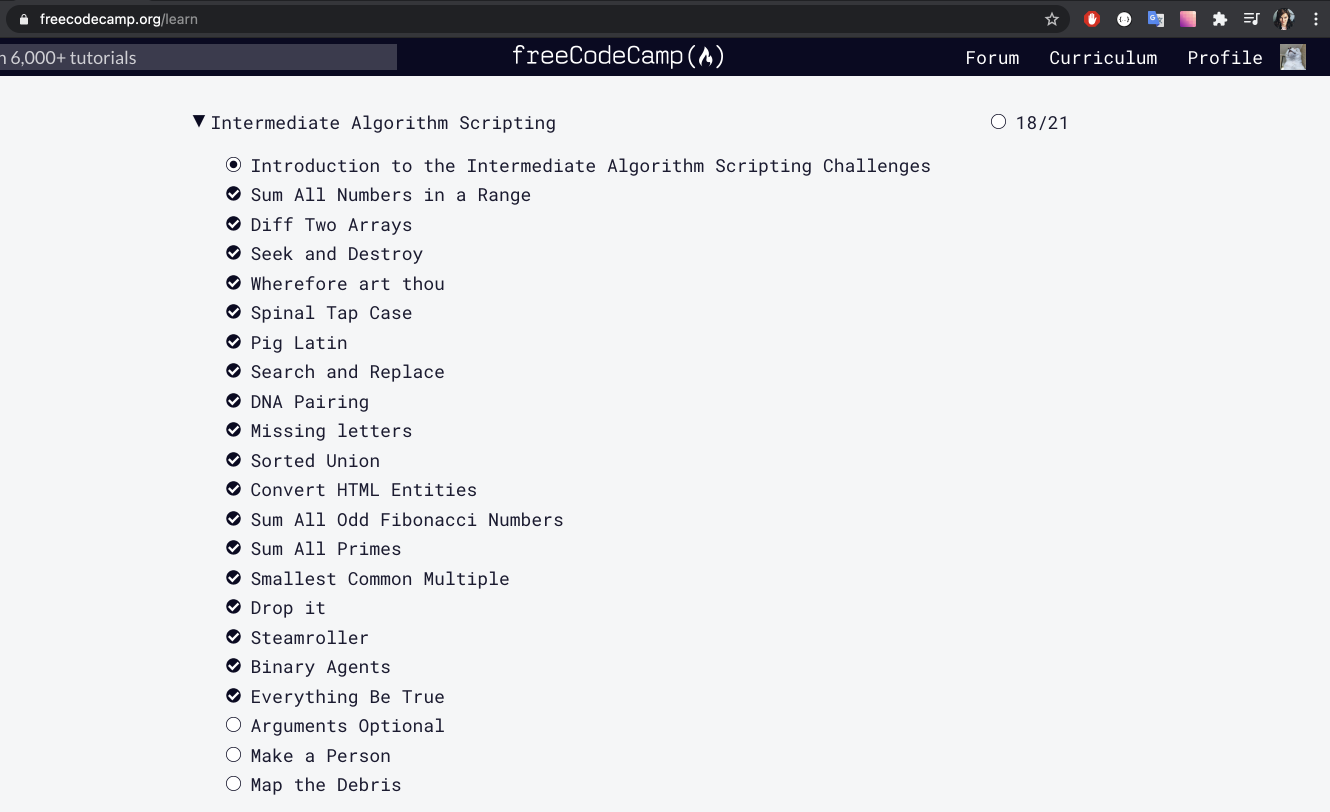 freecodecamp.org/learn
6,000+ tutorials
freeCodeCamp
Forum
Curriculum
Profile
Intermediate Algorithm Scripting
18/21
Introduction to the Intermediate Algorithm Scripting Challenges
Sum All Numbers in a Range
Diff Two Arrays
Seek and Destroy
Wherefore art thou
Spinal Tap Case
Pig Latin
Search and Replace
DNA Pairing
Missing letters
Sorted Union
Convert HTML Entities
Sum All Odd Fibonacci Numbers
Sum All Primes
Smallest Common Multiple
Drop it
Steamroller
Binary Agents
Everything Be True
Arguments Optional
Make a Person
Map the Debris